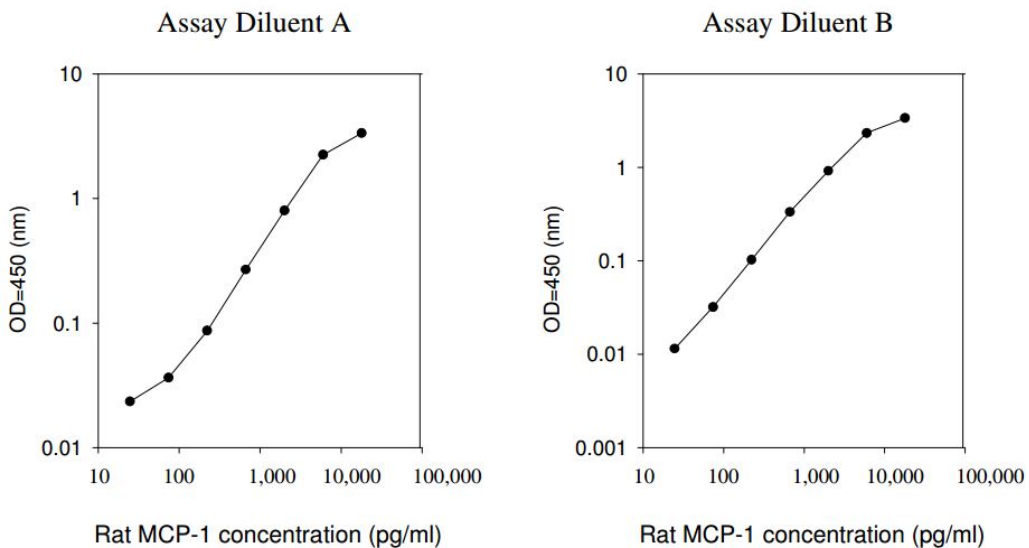 Assay Diluent A
10
1
0.1
0.01
OD=450 (nm)
10 100 1,000 10,000 100,000
Rat MCP-1 concentration (pg/ml)
Assay Diluent B
10
1
0.1
0.01
0.001
OD=450 (nm)
10 100 1,000 10,000 100,000
Rat MCP-1 concentration (pg/ml)